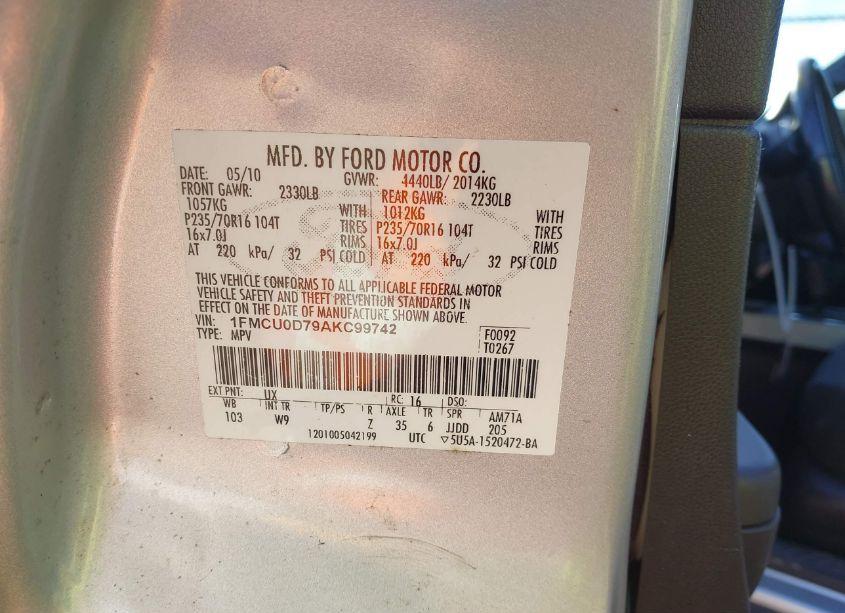 MFD. BY FORD MOTOR CO.
DATE: 05/10 GVWR: 4440LB/ 2014KG
FRONT GAWR: 2330LB REAR GAWR: 2230LB
1057KG WITH 1012KG WITH
P235/70R16 104T TIRES P235/70R16 104T TIRES
16x7.0J RIMS 16x7.0J RIMS
AT 220 kPa/ 32 PSI COLD AT 220 kPa/ 32 PSI COLD
THIS VEHICLE CONFORMS TO ALL APPLICABLE FEDERAL MOTOR
VEHICLE SAFETY AND THEFT PREVENTION STANDARDS IN
EFFECT ON THE DATE OF MANUFACTURE SHOWN ABOVE.
VIN: 1FMCU0D79AKC99742 F0092
TYPE: MPV T0267
EXT PNT: UX RC: 16 DSO:
WB INT TR TP/PS R AXLE TR SPR AM71A
103 W9 Z 35 6 JJDD 205
1201005042199 UTC ▽5U5A-1520472-BA